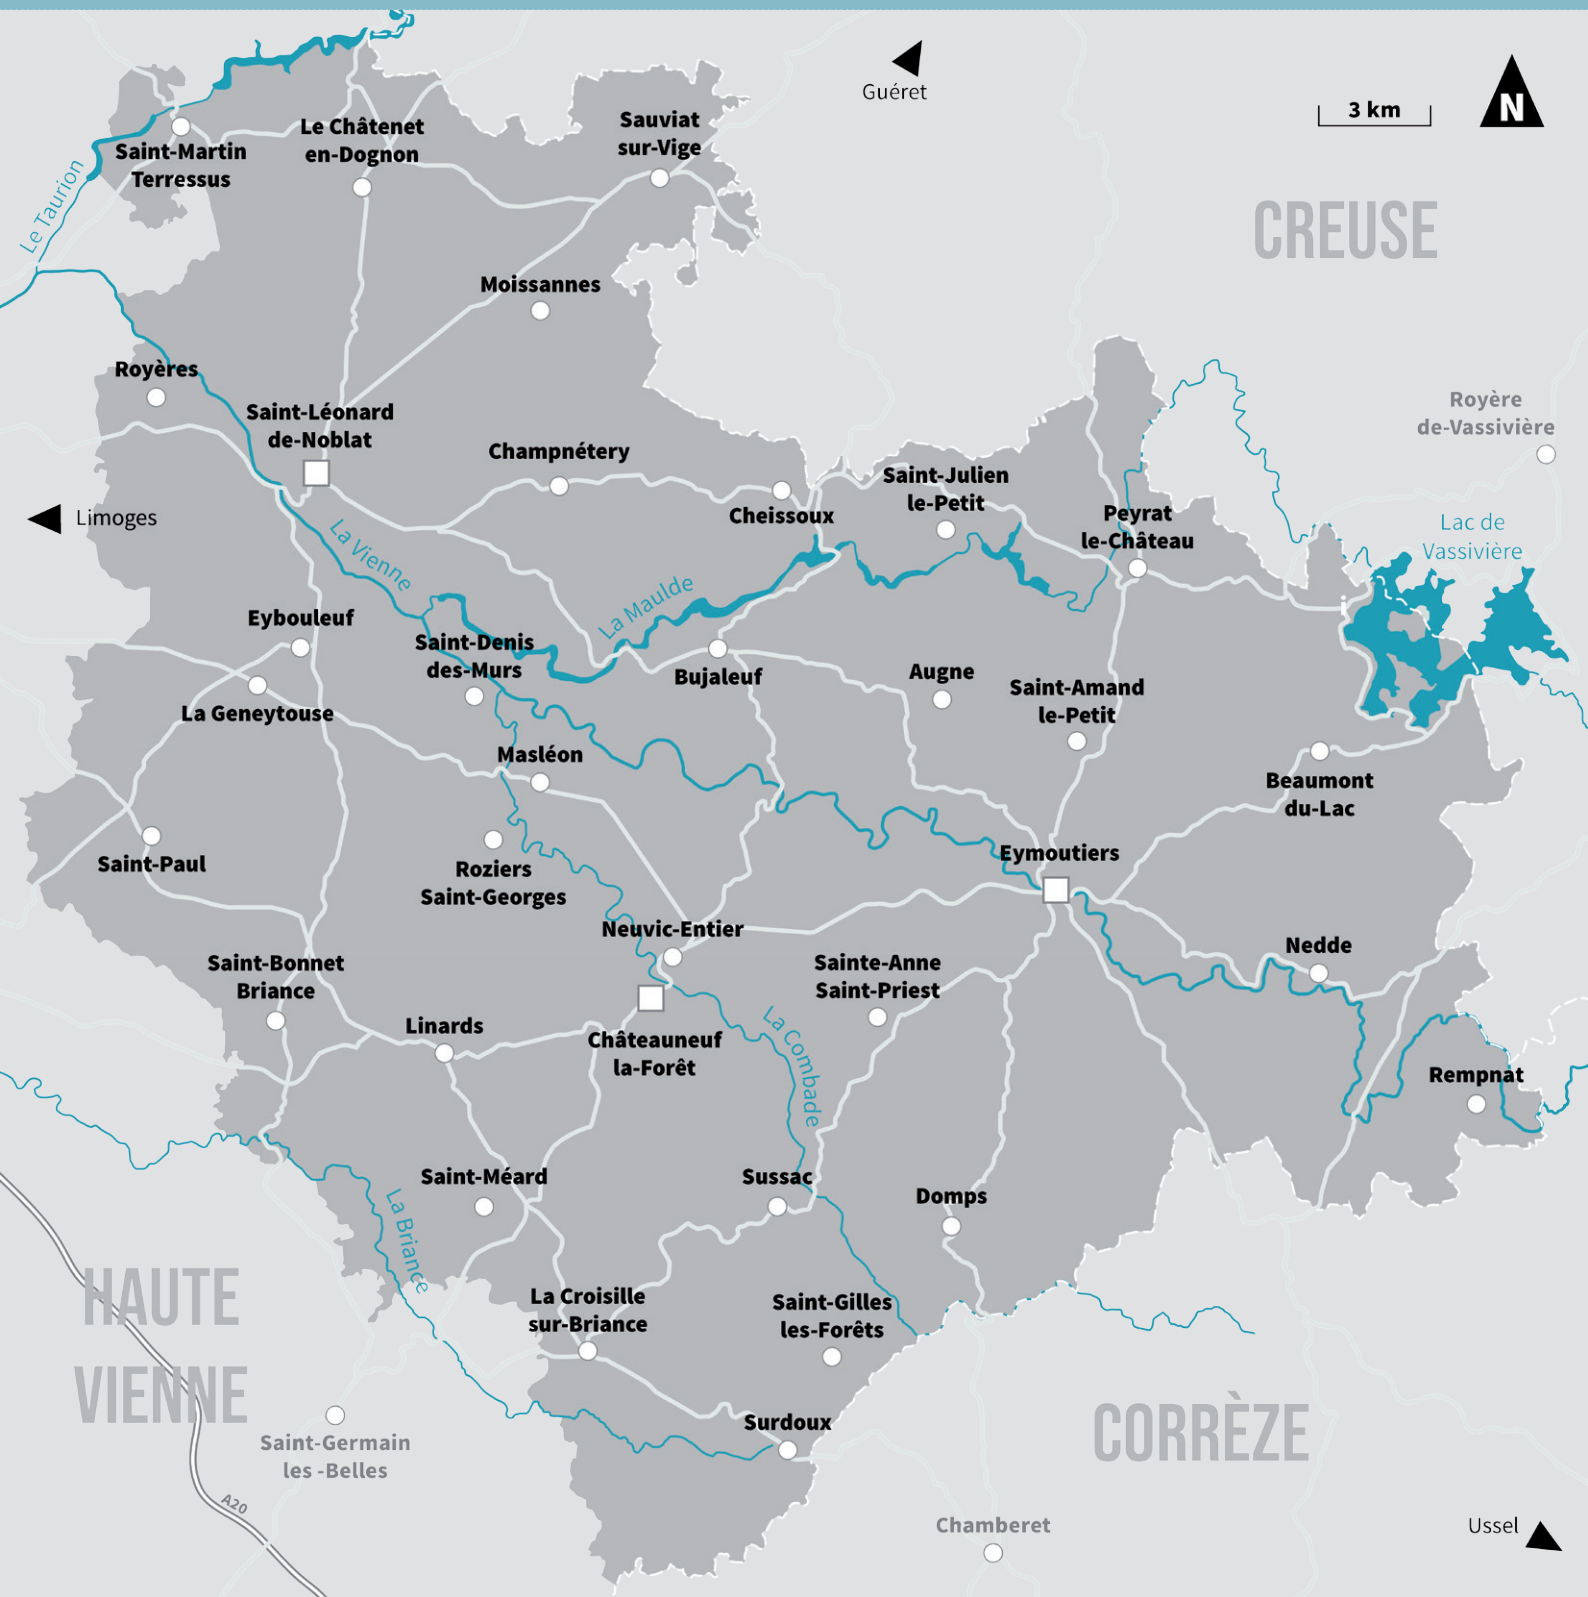 Guéret
3 km
N
Sauviat
sur-Vige
Le Châtenet
en-Dognon
Saint-Martin
Terressus
Le Taurion
CREUSE
Moissannes
Royères
Saint-Léonard
de-Noblat
Royère
de-Vassivière
Champnétery
Saint-Julien
le-Petit
Limoges
Cheissoux
Peyrat
le-Château
Lac de
Vassivière
La Vienne
La Maulde
i
Eybouleuf
Saint-Denis
des-Murs
Bujaleuf
Augne
Saint-Amand
le-Petit
La Geneytouse
Masléon
Beaumont
du-Lac
Saint-Paul
Roziers
Saint-Georges
Eymoutiers
Neuvic-Entier
Nedde
Saint-Bonnet
Briance
Sainte-Anne
Saint-Priest
Linards
Châteauneuf
la-Forêt
La Combade
Rempnat
Saint-Méard
Sussac
Domps
La Briance
HAUTE
VIENNE
La Croisille
sur-Briance
Saint-Gilles
les-Forêts
Surdoux
CORRÈZE
Saint-Germain
les -Belles
A20
Chamberet
Ussel